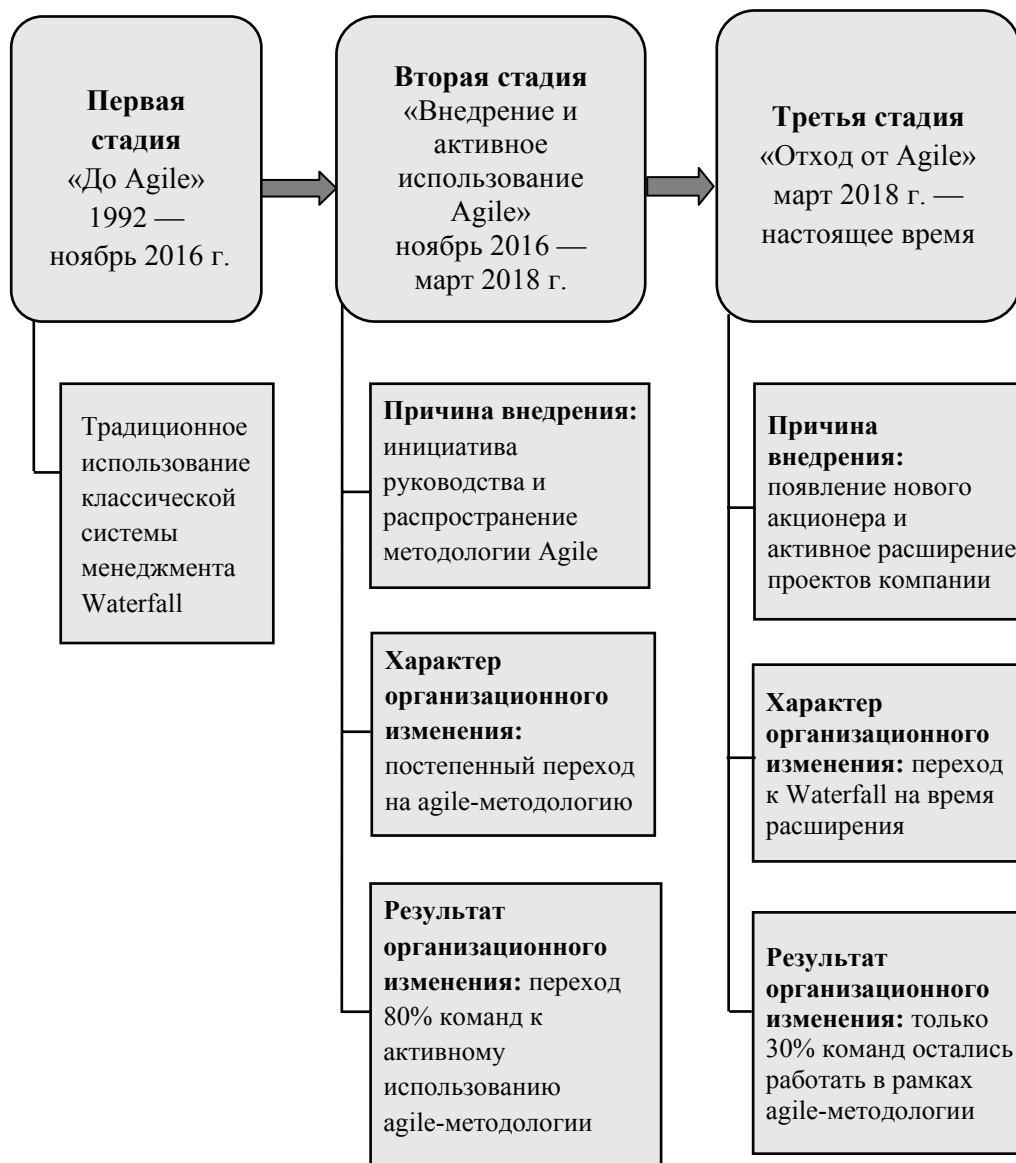 Первая
стадия
«До Agile»
1992 —
ноябрь 2016 г.
Традиционное
использование
классической
системы
менеджмента
Waterfall
Вторая стадия
«Внедрение и
активное
использование
Agile»
ноябрь 2016 —
март 2018 г.
Причина внедрения:
инициатива
руководства и
распространение
методологии Agile
Характер
организационного
изменения:
постепенный переход
на agile-методологию
Результат
организационного
изменения: переход
80% команд к
активному
использованию
agile-методологии
Третья стадия
«Отход от Agile»
март 2018 г. —
настоящее время
Причина
внедрения:
появление нового
акционера и
активное расширение
проектов компании
Характер
организационного
изменения: переход
к Waterfall на время
расширения
Результат
организационного
изменения: только
30% команд остались
работать в рамках
agile-методологии